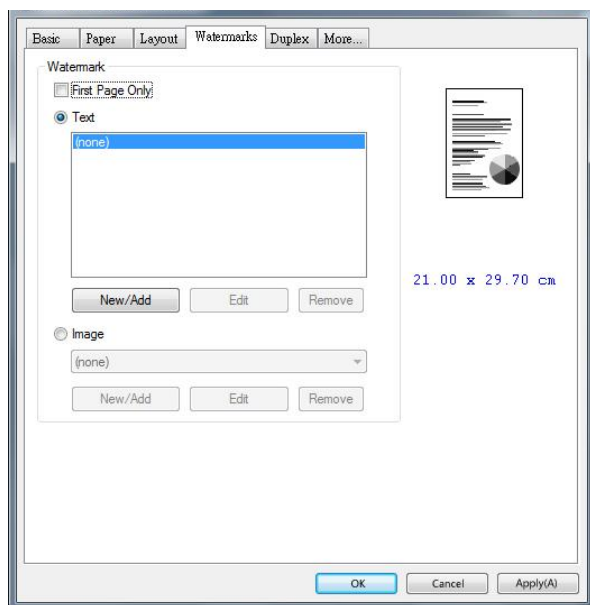 Basic Paper Layout Watermarks Duplex More...
Watermark
First Page Only
Text
(none)
21.00 x 29.70 cm
New/Add Edit Remove
Image
(none)
New/Add Edit Remove
OK Cancel Apply(A)